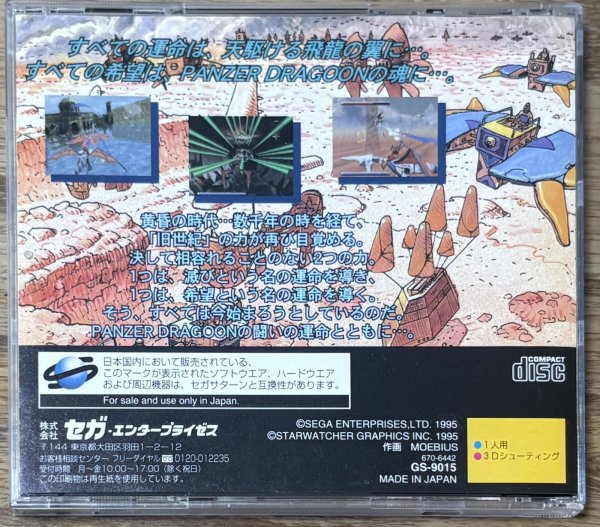 すべての運命は、天駆ける飛龍の翼に…。
すべての希望は、PANZER DRAGOONの魂に…。
黄昏の時代…数千年の時を経て、
「旧世紀」の力が再び目覚める。
決して相容れることのない2つの力。
1つは、滅びという名の運命を導き、
1つは、希望という名の運命を導く。
そう、すべては今始まろうとしているのだ。
PANZER DRAGOONの闘いの運命とともに…。
日本国内において販売されている、
このマークが表示されたソフトウエア、ハードウエア
および周辺機器は、セガサターンと互換性があります。
For sale and use only in Japan.
COMPACT
disc
株式会社 セガ・エンタープライゼス
〒144 東京都大田区羽田1-2-12
お客様相談センター フリーダイヤル 0120-012235
受付時間 月〜金10:00〜17:00(除く祝日)
この印刷物は再生紙を使用しています。
©SEGA ENTERPRISES,LTD. 1995
©STARWATCHER GRAPHICS INC. 1995
作画 MOEBIUS
670-6442
GS-9015
MADE IN JAPAN
1人用
3Dシューティング